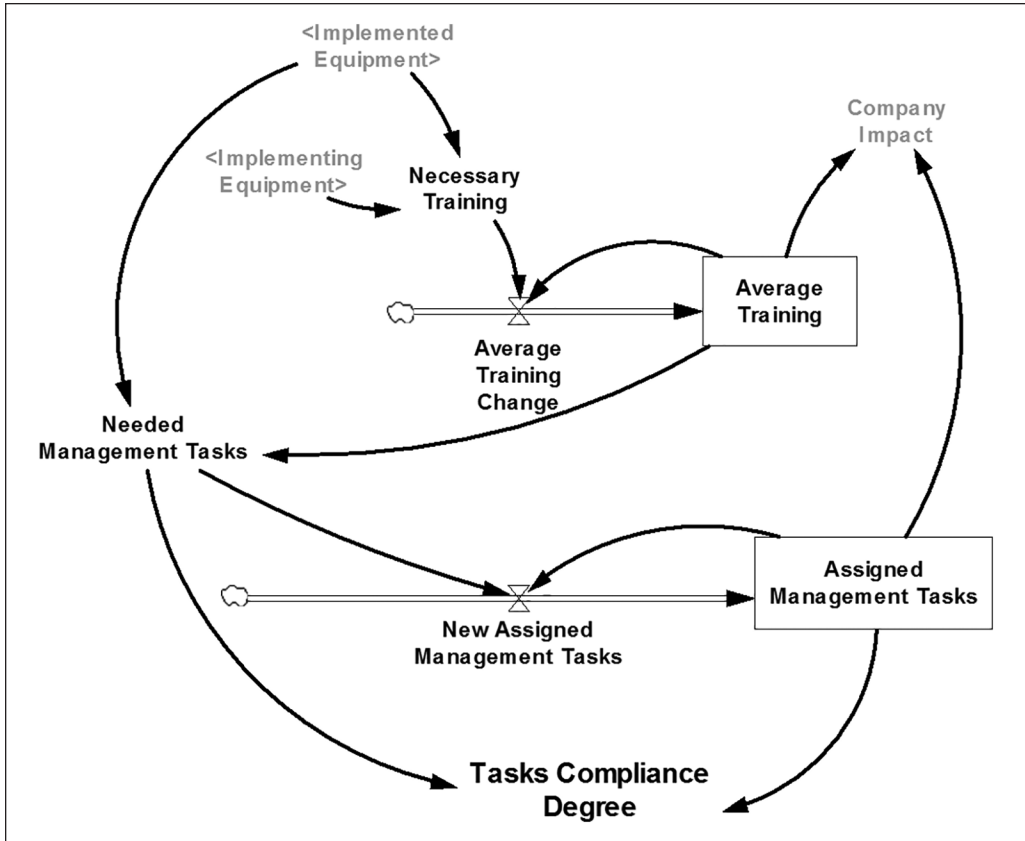 <Implemented
Equipment>
Company
Impact
<Implementing
Equipment>
Necessary
Training
Average
Training
Average
Training
Change
Needed
Management Tasks
Assigned
Management Tasks
New Assigned
Management Tasks
Tasks Compliance
Degree